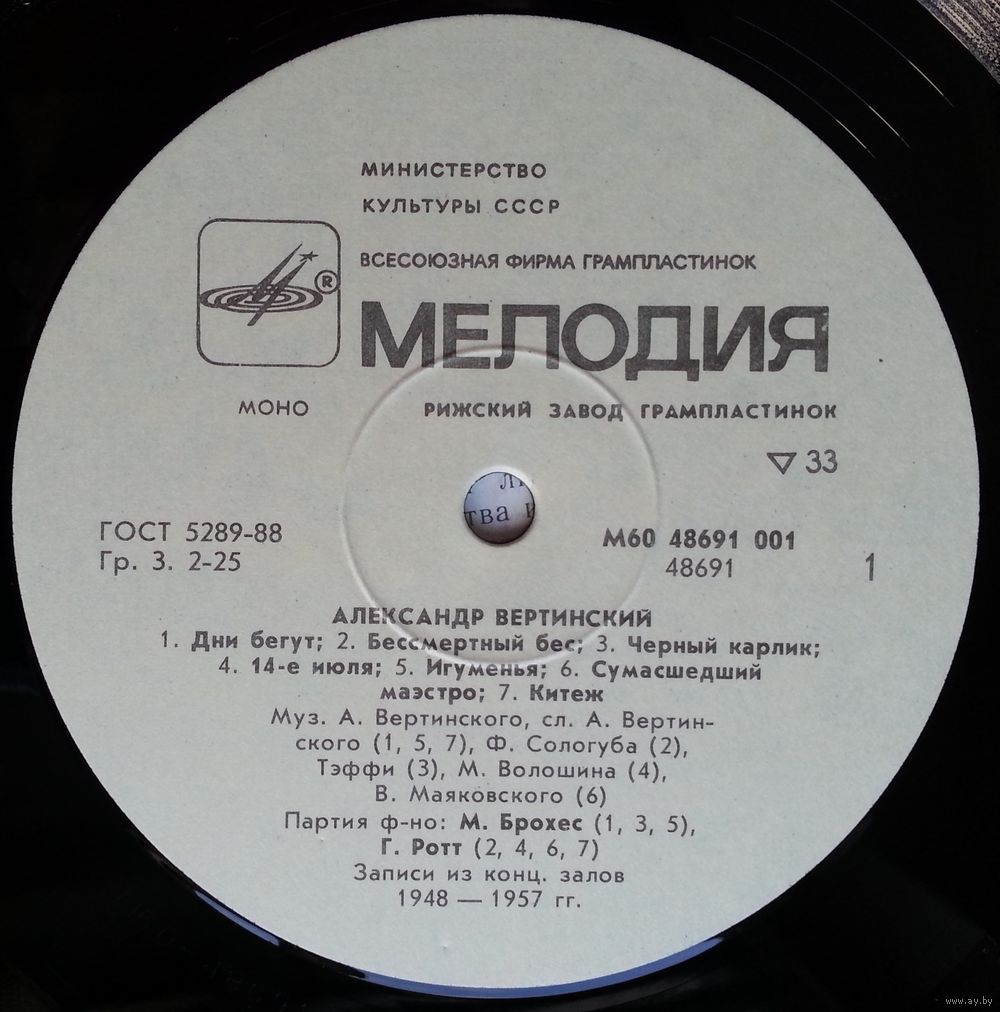 МИНИСТЕРСТВО
КУЛЬТУРЫ СССР
ВСЕСОЮЗНАЯ ФИРМА ГРАМПЛАСТИНОК
®
МЕЛОДИЯ
МОНО
РИЖСКИЙ ЗАВОД ГРАМПЛАСТИНОК
▽ 33
тва
ГОСТ 5289-88
Гр. 3. 2-25
М60 48691 001
48691
1
АЛЕКСАНДР ВЕРТИНСКИЙ
1. Дни бегут; 2. Бессмертный бес; 3. Черный карлик;
4. 14-е июля; 5. Игуменья; 6. Сумасшедший
маэстро; 7. Китеж
Муз. А. Вертинского, сл. А. Вертин-
ского (1, 5, 7), Ф. Сологуба (2),
Тэффи (3), М. Волошина (4),
В. Маяковского (6)
Партия ф-но: М. Брохес (1, 3, 5),
Г. Ротт (2, 4, 6, 7)
Записи из конц. залов
1948 — 1957 гг.
www.ay.by